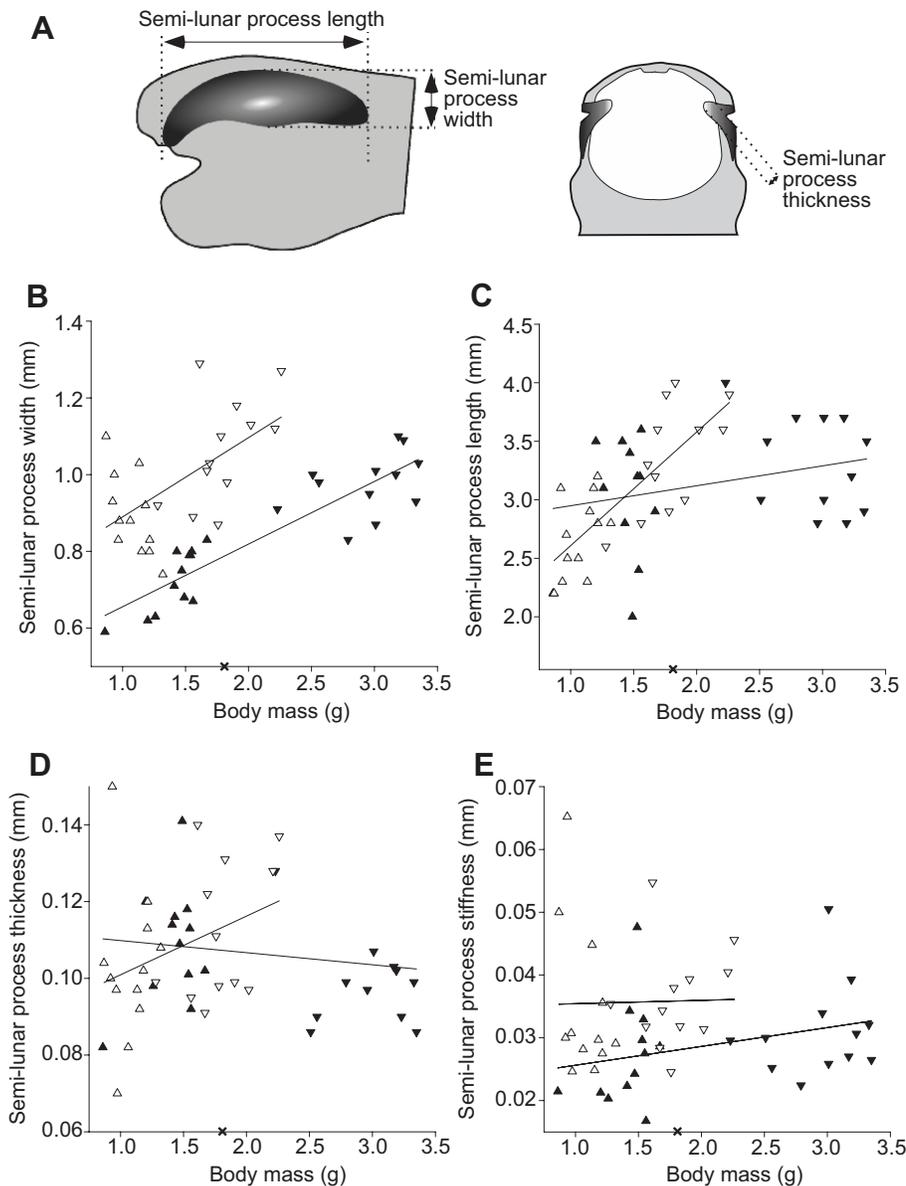 A
Semi-lunar process length
Semi-lunar
process
width
Semi-lunar
process
thickness
B
Semi-lunar process width (mm)
1.4
1.2
1.0
0.8
0.6
1.0
1.5
2.0
2.5
3.0
3.5
Body mass (g)
C
Semi-lunar process length (mm)
4.5
4.0
3.5
3.0
2.5
2.0
1.0
1.5
2.0
2.5
3.0
3.5
Body mass (g)
D
Semi-lunar process thickness (mm)
0.14
0.12
0.10
0.08
0.06
1.0
1.5
2.0
2.5
3.0
3.5
Body mass (g)
E
Semi-lunar process stiffness (mm)
0.07
0.06
0.05
0.04
0.03
0.02
1.0
1.5
2.0
2.5
3.0
3.5
Body mass (g)